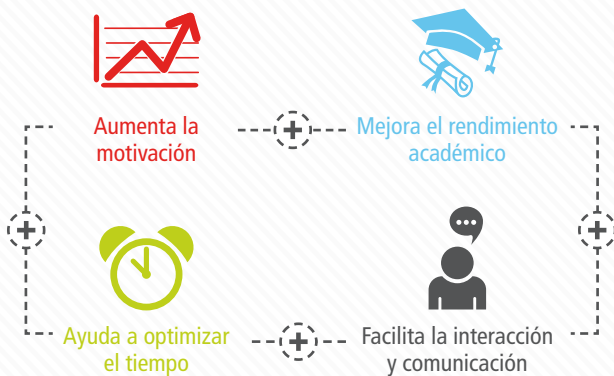 Aumenta la
motivación
Mejora el rendimiento
académico
Ayuda a optimizar
el tiempo
Facilita la interacción
y comunicación